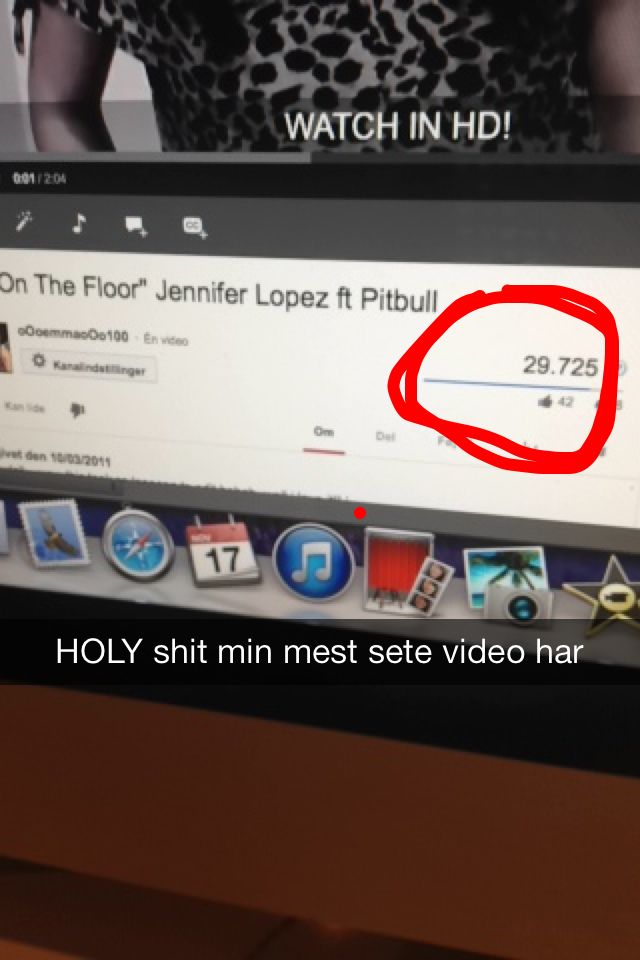 WATCH IN HD!
0:01 / 2:04
CC
On The Floor" Jennifer Lopez ft Pitbull
oOoemmaoOo100 · En video
29.725
Kanalindstillinger
42
Kan lide
Om Del
ivet den 10/03/2011
NOV
17
HOLY shit min mest sete video har